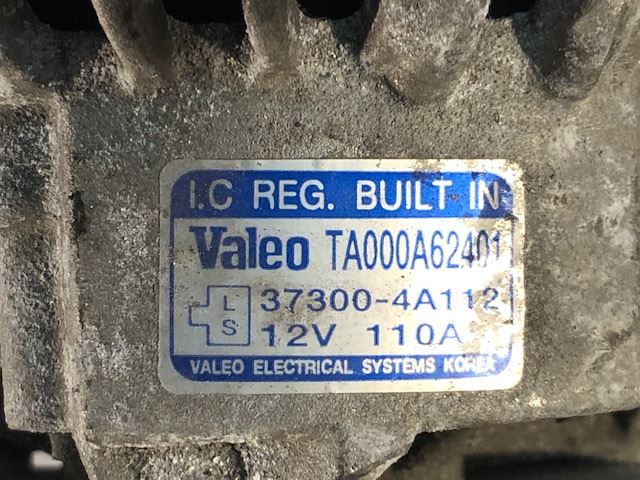 I.C REG. BUILT IN
Valeo TA000A62401
L 37300-4A112
S 12V 110A
VALEO ELECTRICAL SYSTEMS KOREA